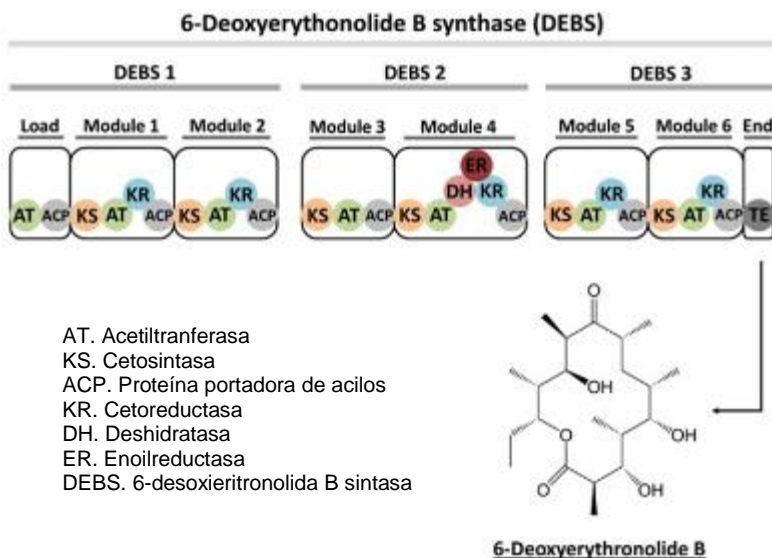 6-Deoxyerythonolide B synthase (DEBS)
DEBS 1 DEBS 2 DEBS 3
Load Module 1 Module 2 Module 3 Module 4 Module 5 Module 6 End
AT ACP KS AT KR ACP KS AT KR ACP KS AT ACP KS AT DH ER KR ACP KS AT KR ACP KS AT KR ACP TE
AT. Acetiltranferasa
KS. Cetosintasa
ACP. Proteína portadora de acilos
KR. Cetoreductasa
DH. Deshidratasa
ER. Enoilreductasa
DEBS. 6-desoxieritronolida B sintasa
O
OH
O
OH
O
OH
6-Deoxyerythronolide B